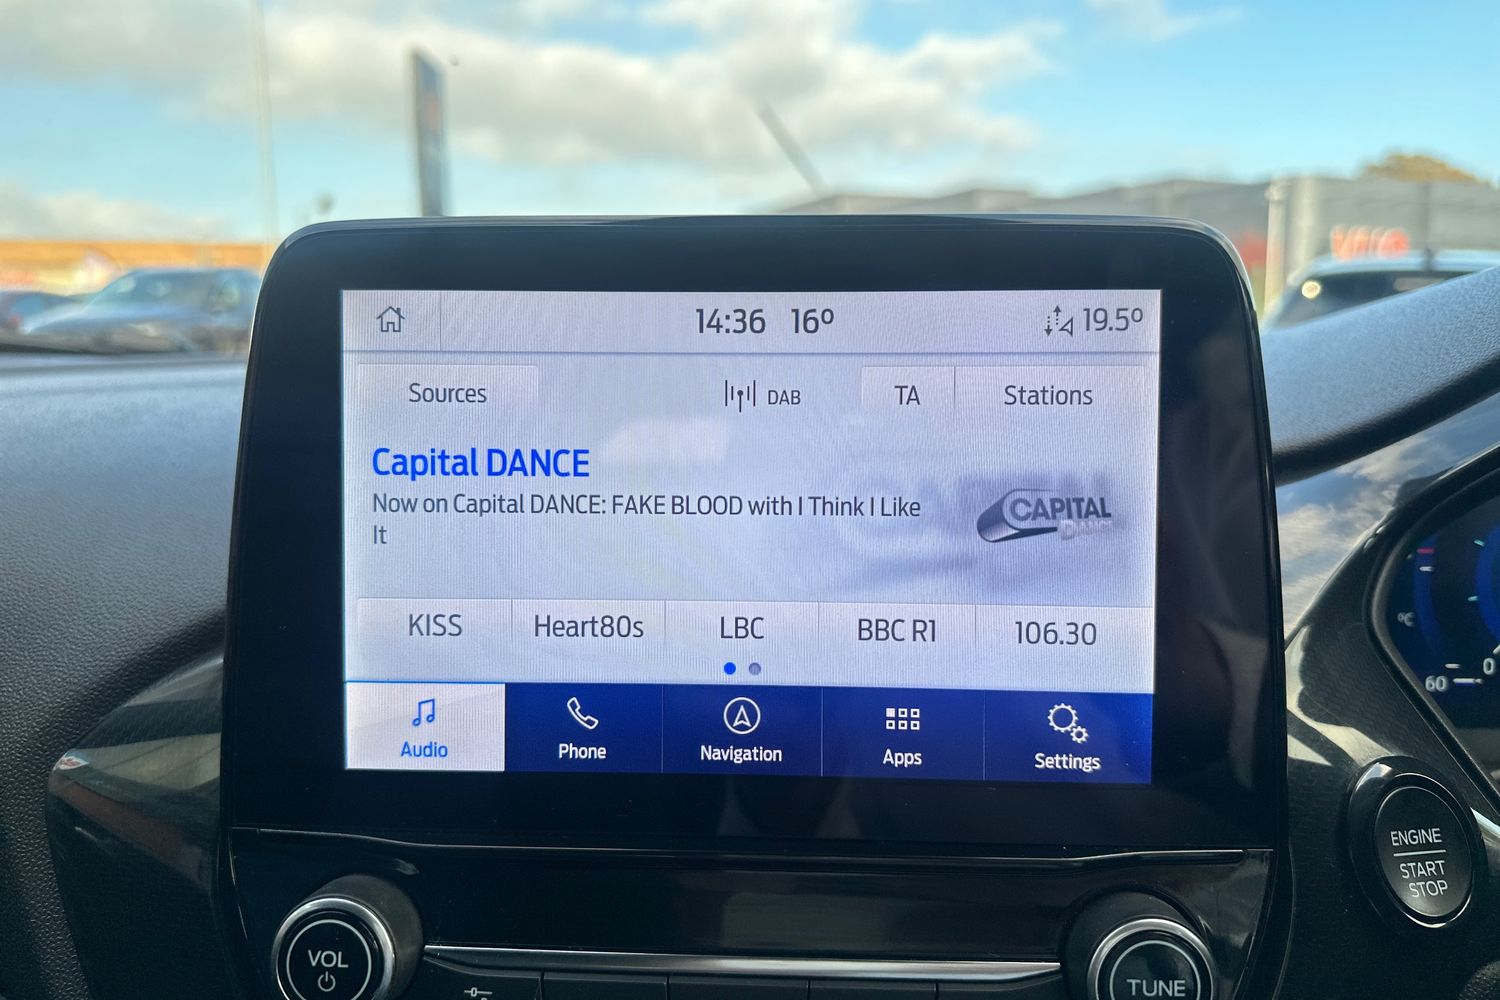 14:36 16° 19.5°
Sources DAB TA Stations
Capital DANCE
Now on Capital DANCE: FAKE BLOOD with I Think I Like
It
CAPITAL
DANCE
KISS Heart80s LBC BBC R1 106.30
Audio Phone Navigation Apps Settings
°C
60
0
ENGINE
START
STOP
VOL
TUNE